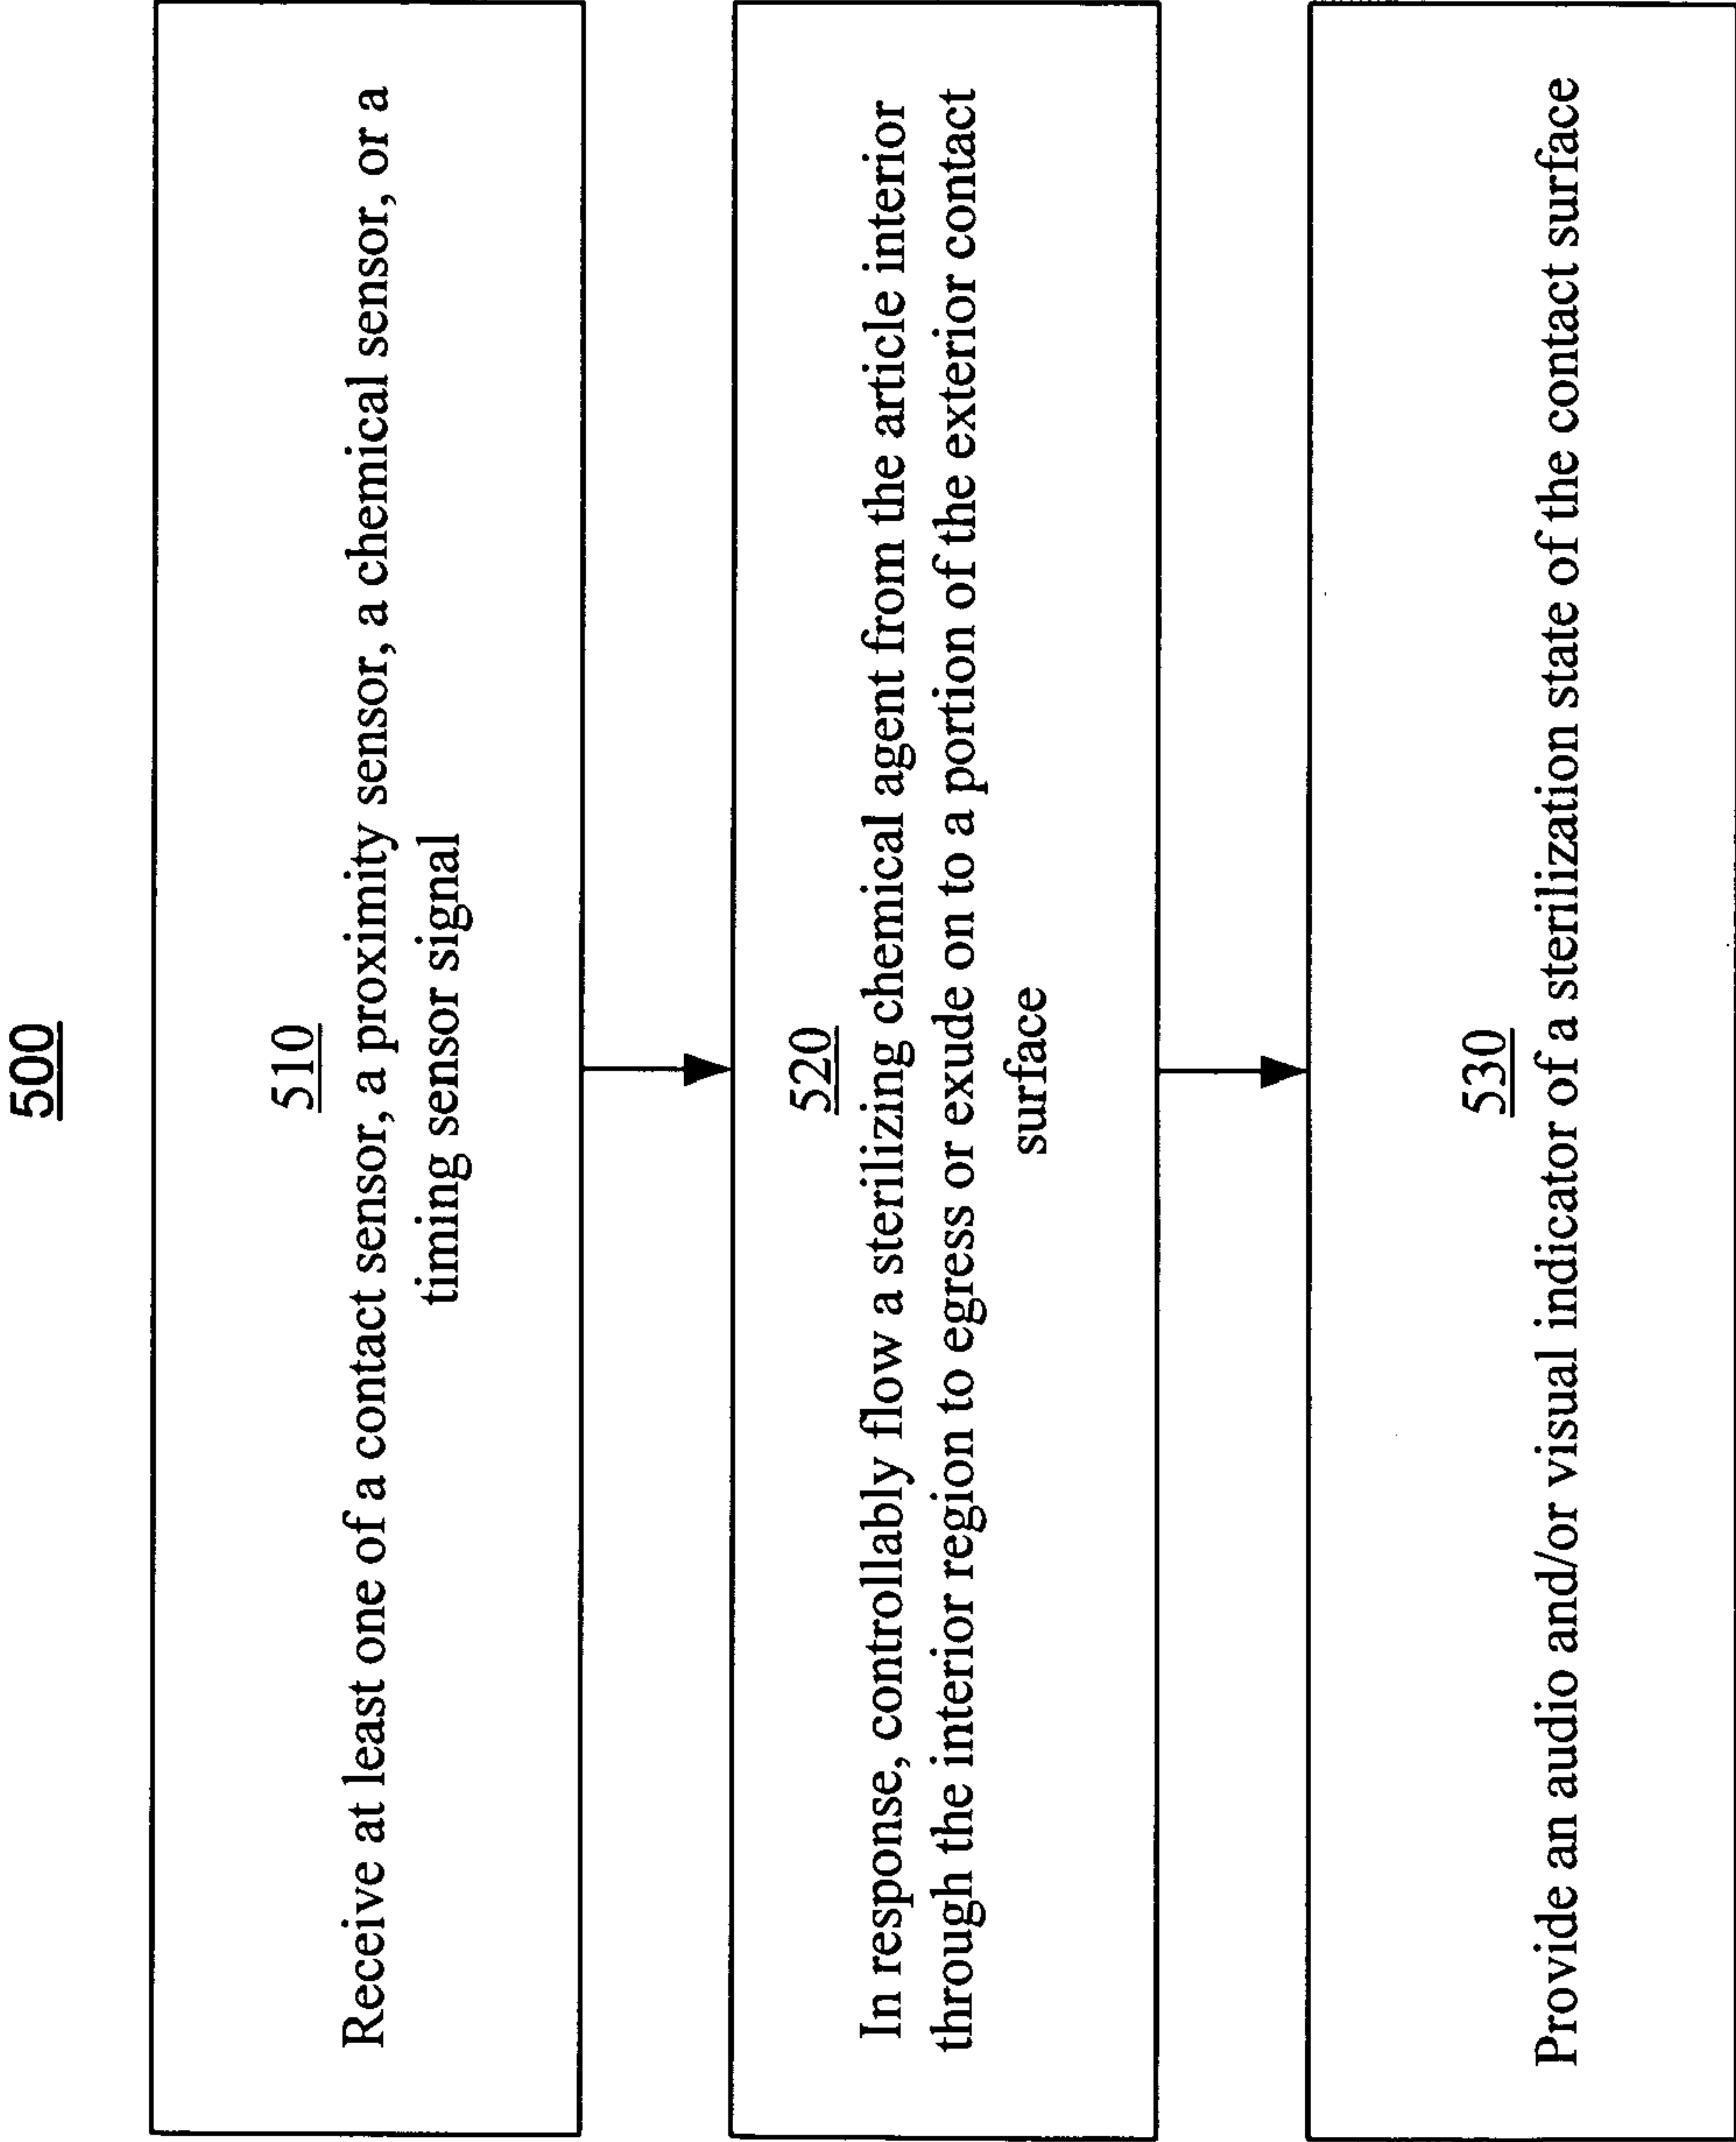 500
510
Receive at least one of a contact sensor, a proximity sensor, a chemical sensor, or a
timing sensor signal
520
In response, controllably flow a sterilizing chemical agent from the article interior
through the interior region to egress or exude on to a portion of the exterior contact
surface
530
Provide an audio and/or visual indicator of a sterilization state of the contact surface